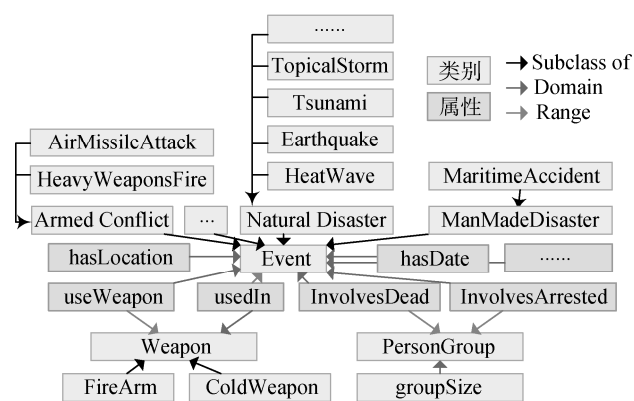 ......
TopicalStorm
类别
Subclass of
Domain
Tsunami
属性
Range
AirMissilcAttack
Earthquake
HeavyWeaponsFire
HeatWave
MaritimeAccident
Armed Conflict
...
Natural Disaster
ManMadeDisaster
hasLocation
Event
hasDate
......
useWeapon
usedIn
InvolvesDead
InvolvesArrested
Weapon
PersonGroup
FireArm
ColdWeapon
groupSize